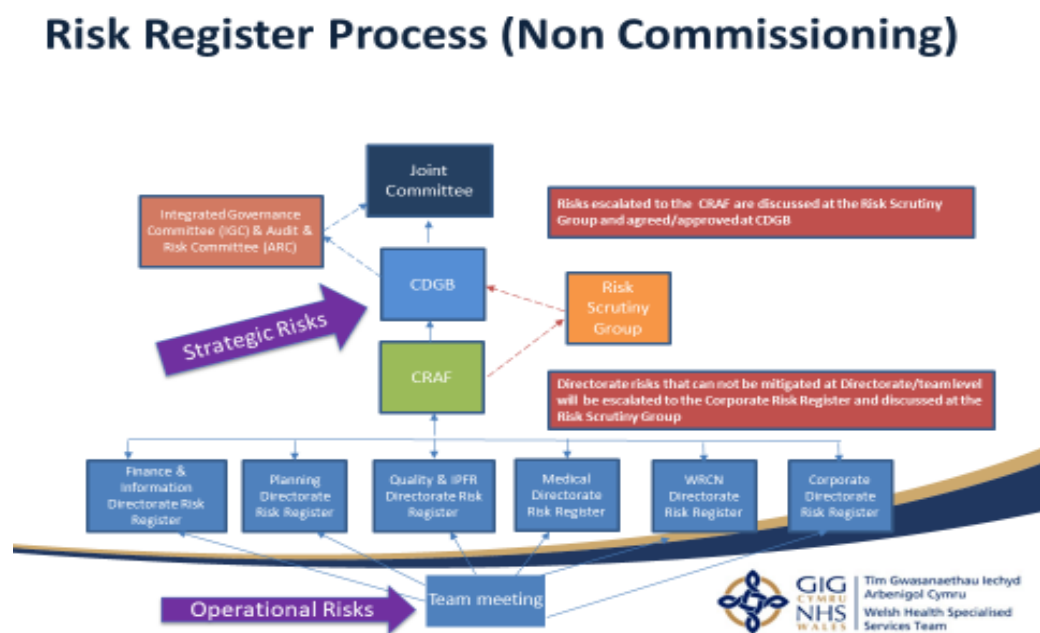 Risk Register Process (Non Commissioning)
Joint
Committee
Integrated Governance
Committee (IGC) & Audit &
Risk Committee (ARC)
Risks escalated to the CRAF are discussed at the Risk Scrutiny
Group and agreed/approved at CDGB
CDGB
Risk
Scrutiny
Group
Strategic Risks
CRAF
Directorate risks that can not be mitigated at Directorate/team level
will be escalated to the Corporate Risk Register and discussed at the
Risk Scrutiny Group
Finance &
Information
Directorate Risk
Register
Planning
Directorate
Risk Register
Quality & IPFR
Directorate Risk
Register
Medical
Directorate
Risk Register
WRCN
Directorate
Risk Register
Corporate
Directorate
Risk Register
Team meeting
Operational Risks
GIG
CYMRU
NHS
WALES
Tîm Gwasanaethau Iechyd
Arbenigol Cymru
Welsh Health Specialised
Services Team